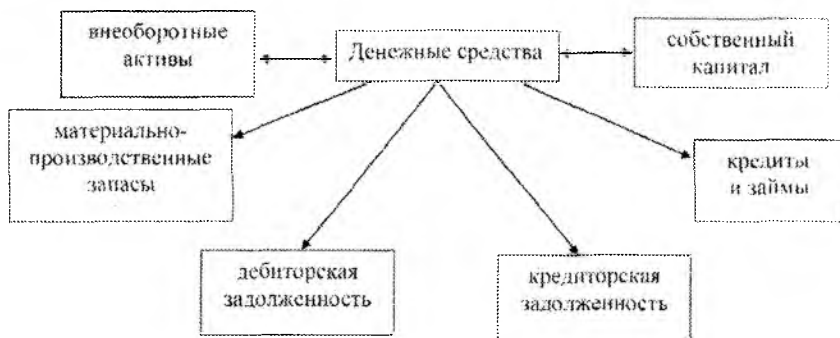 внеоборотные
активы
Денежные средства
собственный
капитал
материально-
производственные
запасы
кредиты
и займы
дебиторская
задолженность
кредиторская
задолженность